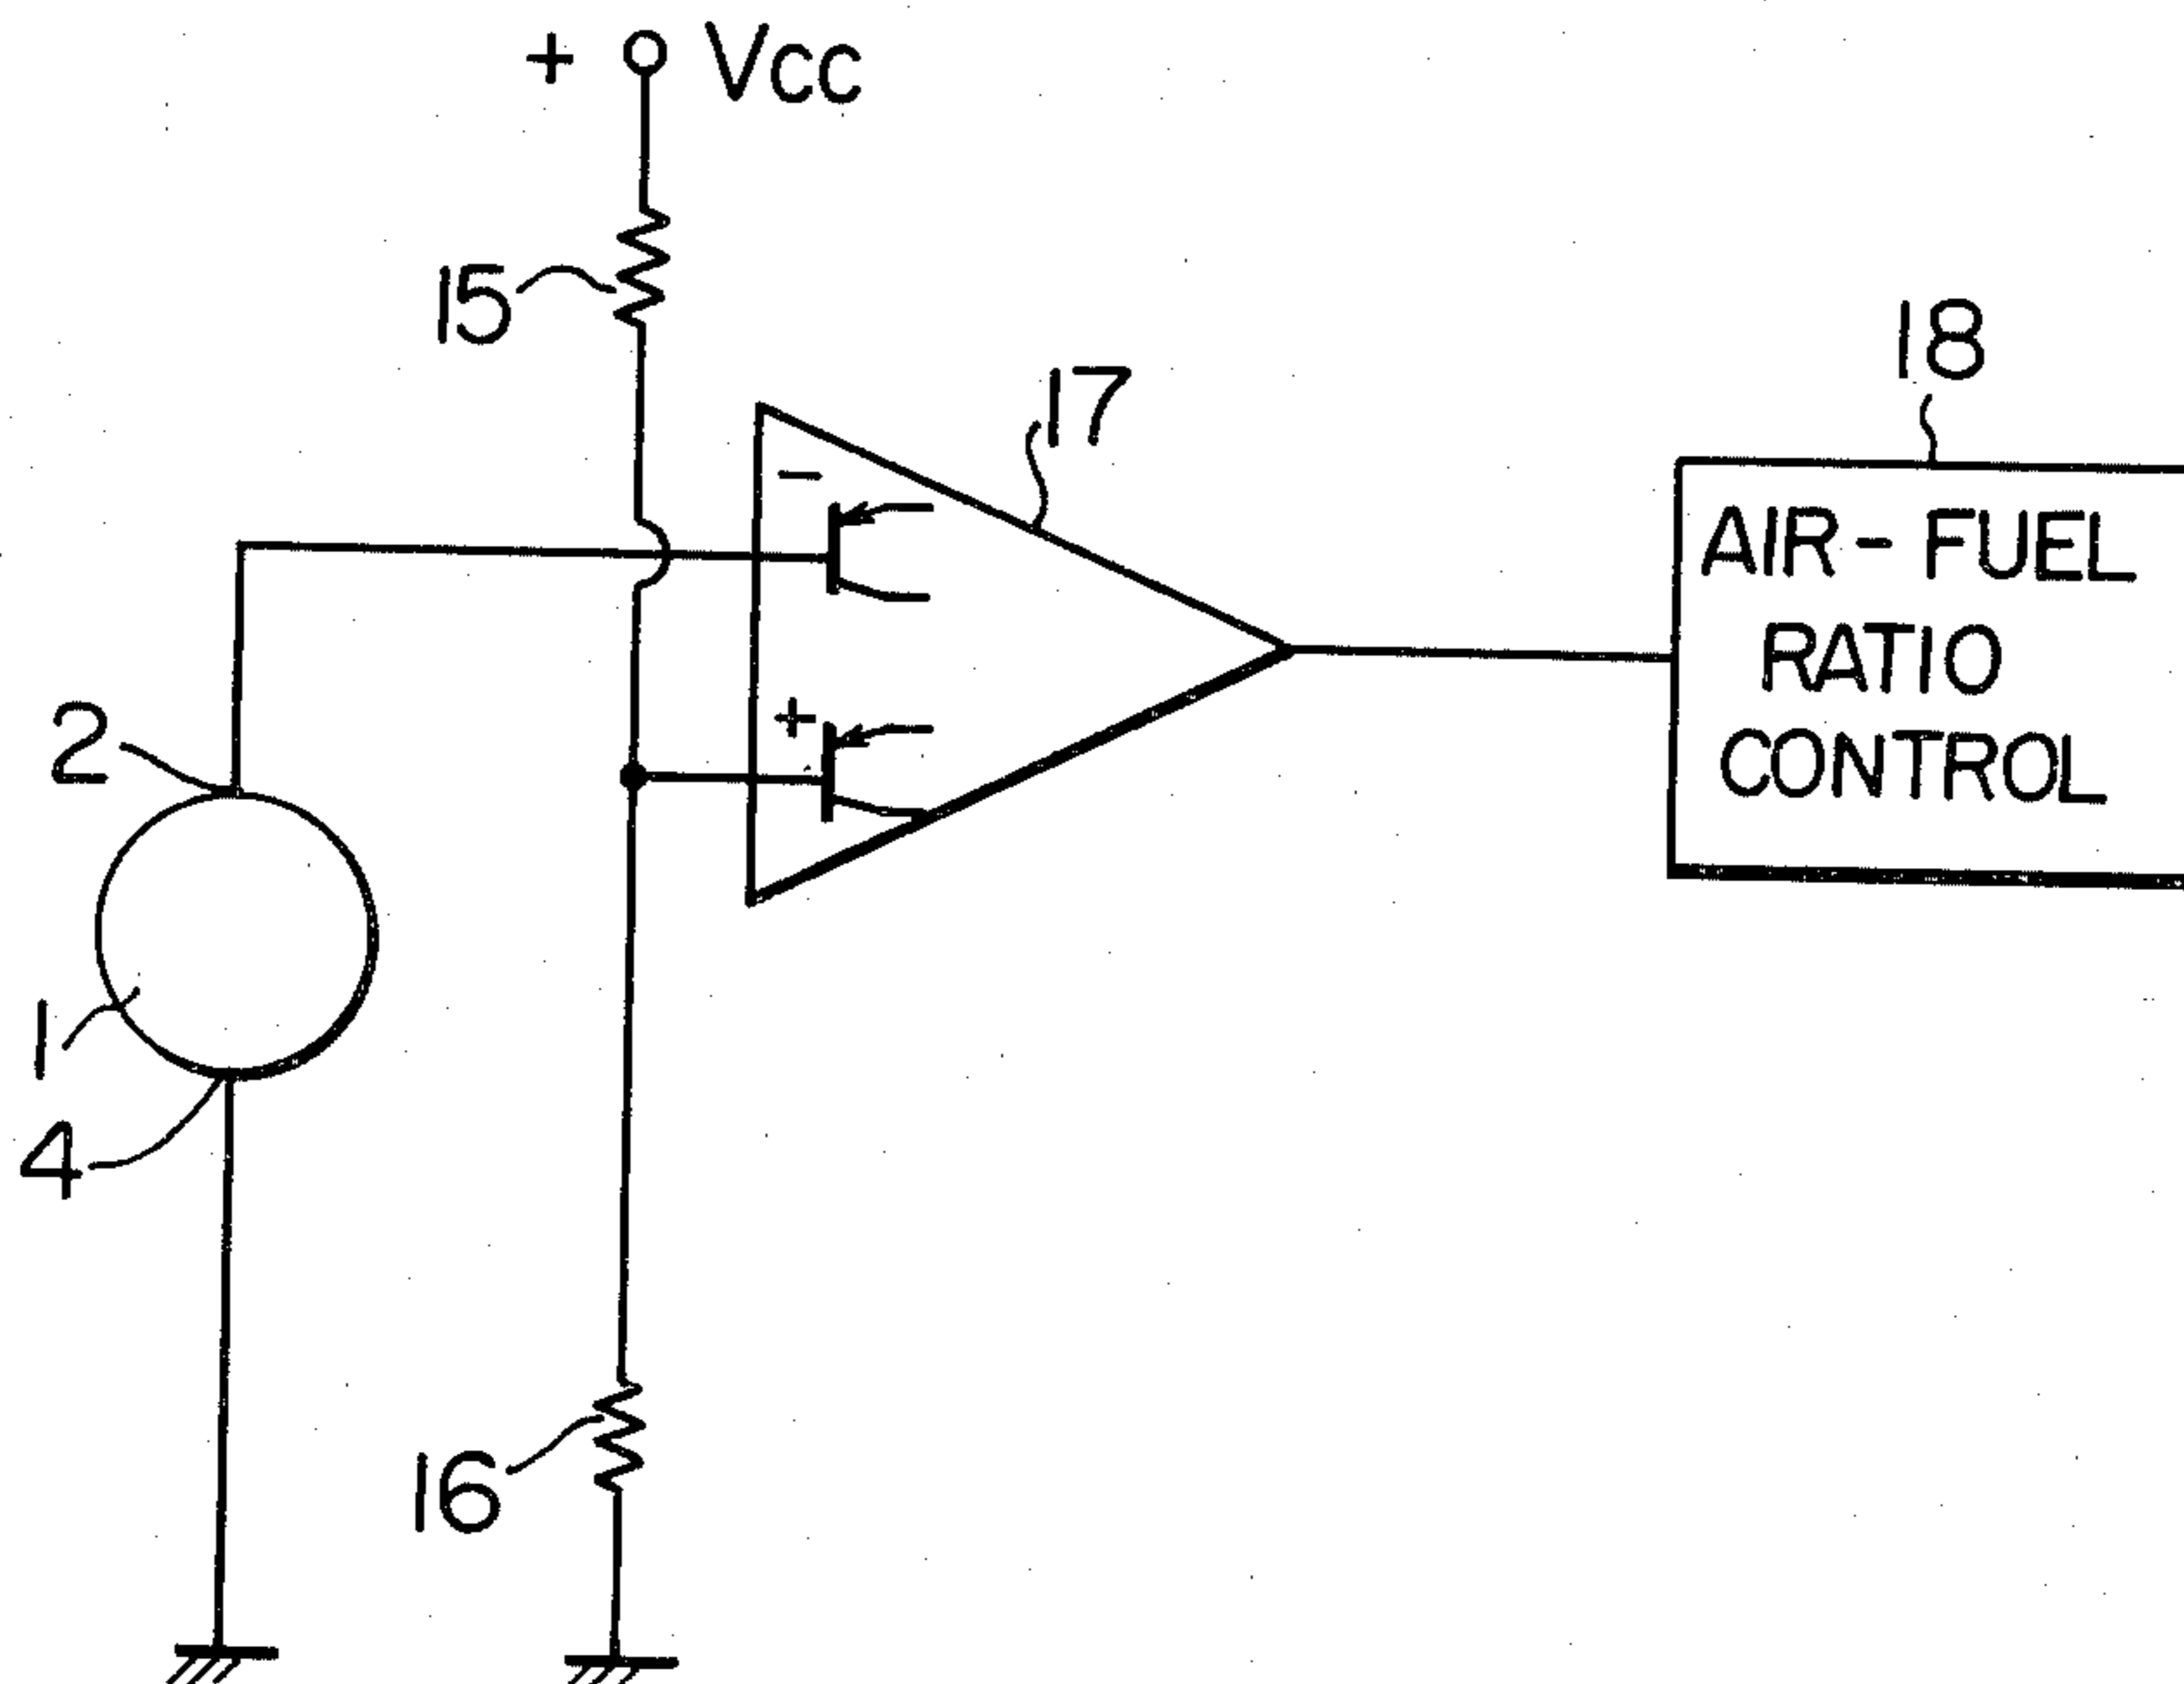 + Vcc
15
17
18
-
AIR - FUEL
RATIO
CONTROL
2
+
1
4
16